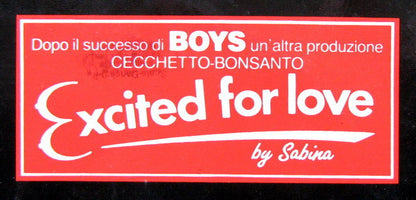 Dopo il successo di BOYS un'altra produzione
CECCHETTO-BONSANTO
Excited for love
by Sabina